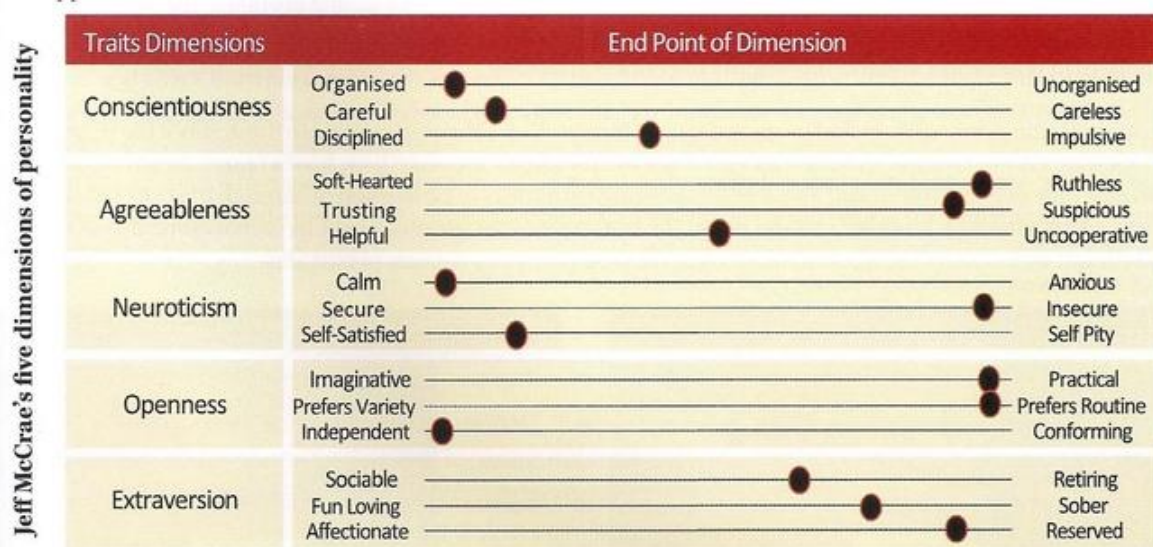 Jeff McCrae's five dimensions of personality
Traits Dimensions End Point of Dimension
Conscientiousness
Organised Unorganised
Careful Careless
Disciplined Impulsive
Agreeableness
Soft-Hearted Ruthless
Trusting Suspicious
Helpful Uncooperative
Neuroticism
Calm Anxious
Secure Insecure
Self-Satisfied Self Pity
Openness
Imaginative Practical
Prefers Variety Prefers Routine
Independent Conforming
Extraversion
Sociable Retiring
Fun Loving Sober
Affectionate Reserved